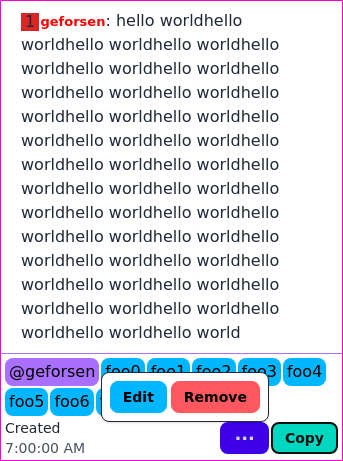 1 geforsen: hello worldhello
worldhello worldhello worldhello
worldhello worldhello worldhello
worldhello worldhello worldhello
worldhello worldhello worldhello
worldhello worldhello worldhello
worldhello worldhello worldhello
worldhello worldhello worldhello
worldhello worldhello worldhello
worldhello worldhello worldhello
worldhello worldhello worldhello
worldhello worldhello worldhello
worldhello worldhello worldhello
worldhello worldhello world
@geforsen foo0 foo1 foo2 foo3 foo4
foo5 foo6
Edit Remove
Created
7:00:00 AM
... Copy